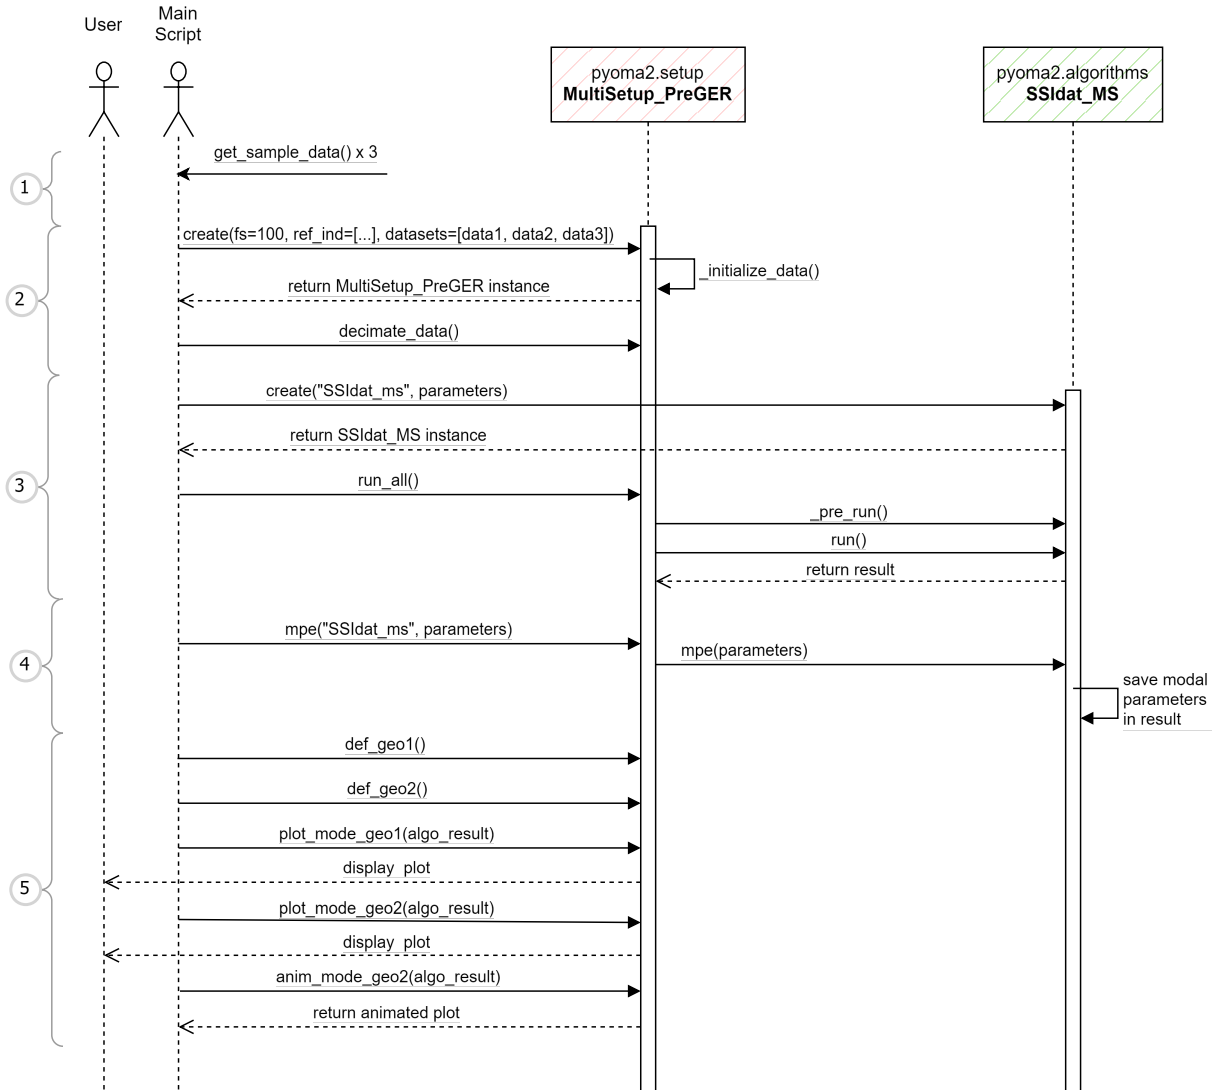 User
Main
Script
pyoma2.setup
MultiSetup_PreGER
pyoma2.algorithms
SSIdat_MS
get_sample_data() x 3
1
create(fs=100, ref_ind=[...], datasets=[data1, data2, data3])
_initialize_data()
return MultiSetup_PreGER instance
2
decimate_data()
create("SSIdat_ms", parameters)
return SSIdat_MS instance
run_all()
3
_pre_run()
run()
return result
mpe("SSIdat_ms", parameters)
mpe(parameters)
4
save modal
parameters
in result
def_geo1()
def_geo2()
plot_mode_geo1(algo_result)
display  plot
5
plot_mode_geo2(algo_result)
display  plot
anim_mode_geo2(algo_result)
return animated plot